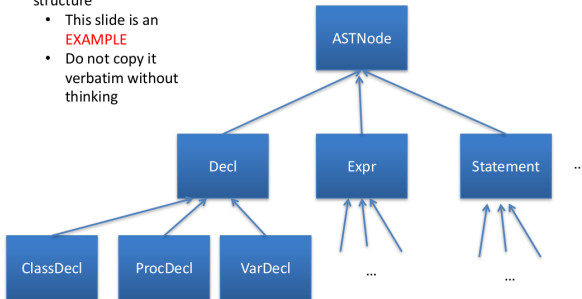 structure
• This slide is an
EXAMPLE
• Do not copy it
verbatim without
thinking
ASTNode
Decl
Expr
Statement
..
ClassDecl
ProcDecl
VarDecl
...
...